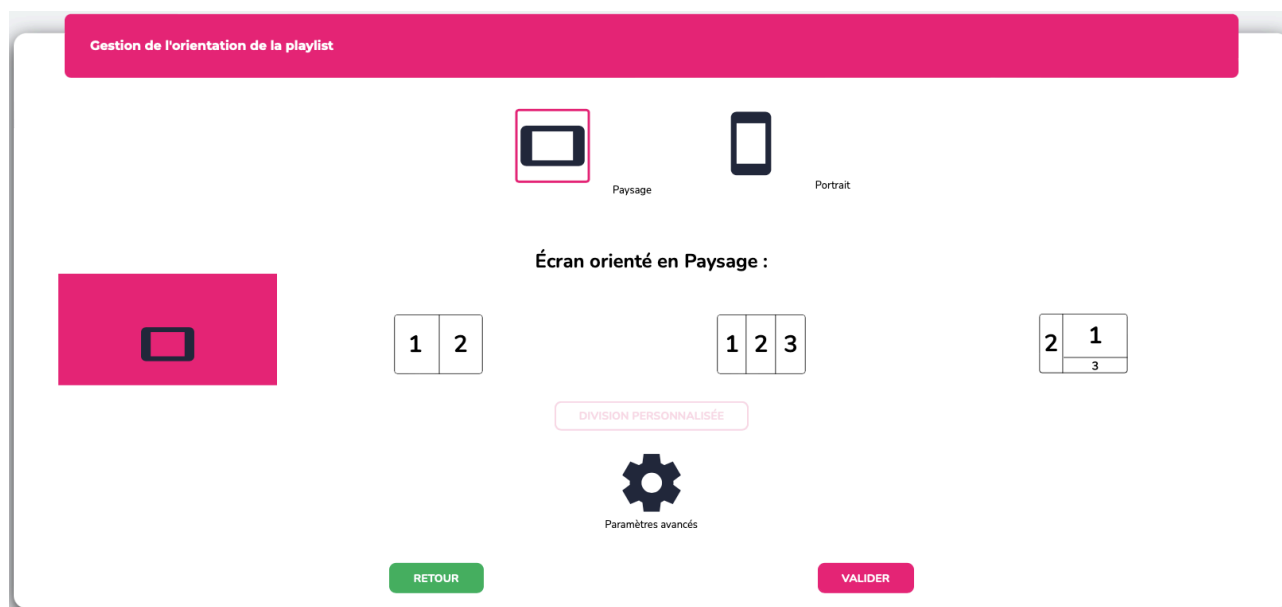 Gestion de l'orientation de la playlist
Paysage
Portrait
Écran orienté en Paysage :
1 2
1 2 3
2 1
3
DIVISION PERSONNALISÉE
Paramètres avancés
RETOUR
VALIDER